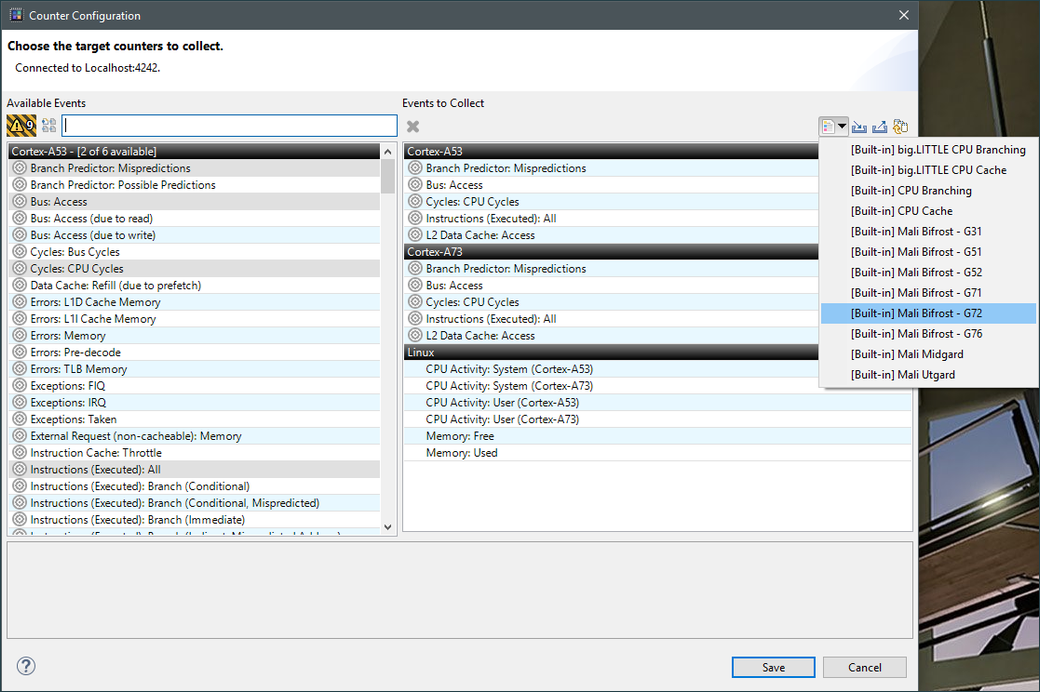 Counter Configuration
Choose the target counters to collect.
Connected to Localhost:4242.
Available Events
9
Cortex-A53 - [2 of 6 available]
Branch Predictor: Mispredictions
Branch Predictor: Possible Predictions
Bus: Access
Bus: Access (due to read)
Bus: Access (due to write)
Cycles: Bus Cycles
Cycles: CPU Cycles
Data Cache: Refill (due to prefetch)
Errors: L1D Cache Memory
Errors: L1I Cache Memory
Errors: Memory
Errors: Pre-decode
Errors: TLB Memory
Exceptions: FIQ
Exceptions: IRQ
Exceptions: Taken
External Request (non-cacheable): Memory
Instruction Cache: Throttle
Instructions (Executed): All
Instructions (Executed): Branch (Conditional)
Instructions (Executed): Branch (Conditional, Mispredicted)
Instructions (Executed): Branch (Immediate)
Events to Collect
Cortex-A53
Branch Predictor: Mispredictions
Bus: Access
Cycles: CPU Cycles
Instructions (Executed): All
L2 Data Cache: Access
Cortex-A73
Branch Predictor: Mispredictions
Bus: Access
Cycles: CPU Cycles
Instructions (Executed): All
L2 Data Cache: Access
Linux
CPU Activity: System (Cortex-A53)
CPU Activity: System (Cortex-A73)
CPU Activity: User (Cortex-A53)
CPU Activity: User (Cortex-A73)
Memory: Free
Memory: Used
[Built-in] big.LITTLE CPU Branching
[Built-in] big.LITTLE CPU Cache
[Built-in] CPU Branching
[Built-in] CPU Cache
[Built-in] Mali Bifrost - G31
[Built-in] Mali Bifrost - G51
[Built-in] Mali Bifrost - G52
[Built-in] Mali Bifrost - G71
[Built-in] Mali Bifrost - G72
[Built-in] Mali Bifrost - G76
[Built-in] Mali Midgard
[Built-in] Mali Utgard
?
Save
Cancel